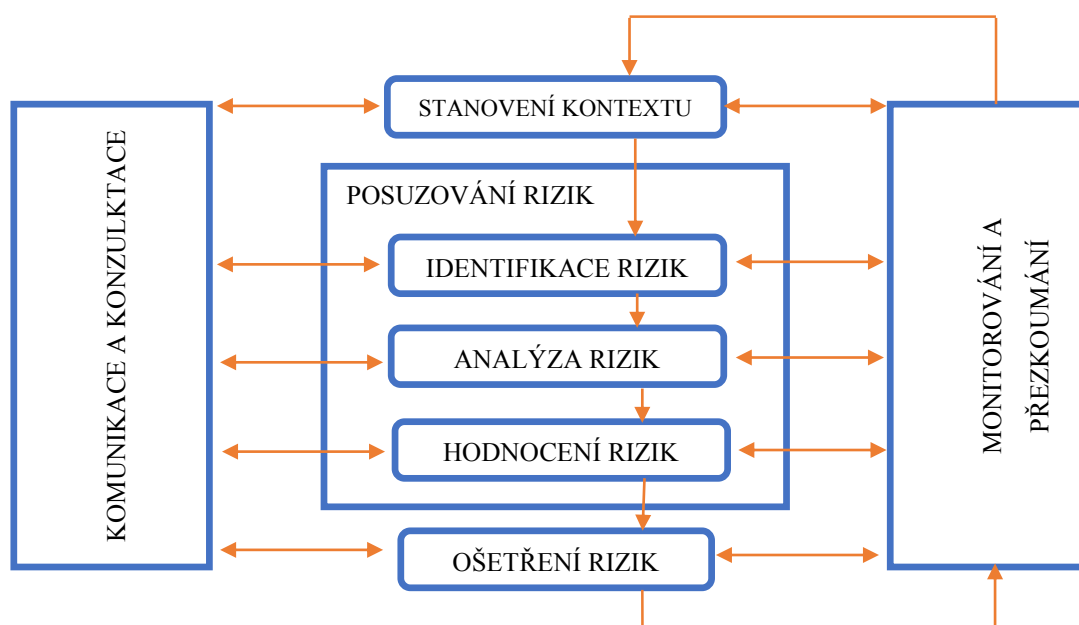 STANOVENÍ KONTEXTU
KOMUNIKACE A KONZULKTACE
POSUZOVÁNÍ RIZIK
IDENTIFIKACE RIZIK
ANALÝZA RIZIK
HODNOCENÍ RIZIK
OŠETŘENÍ RIZIK
MONITOROVÁNÍ A
PŘEZKOUMÁNÍ